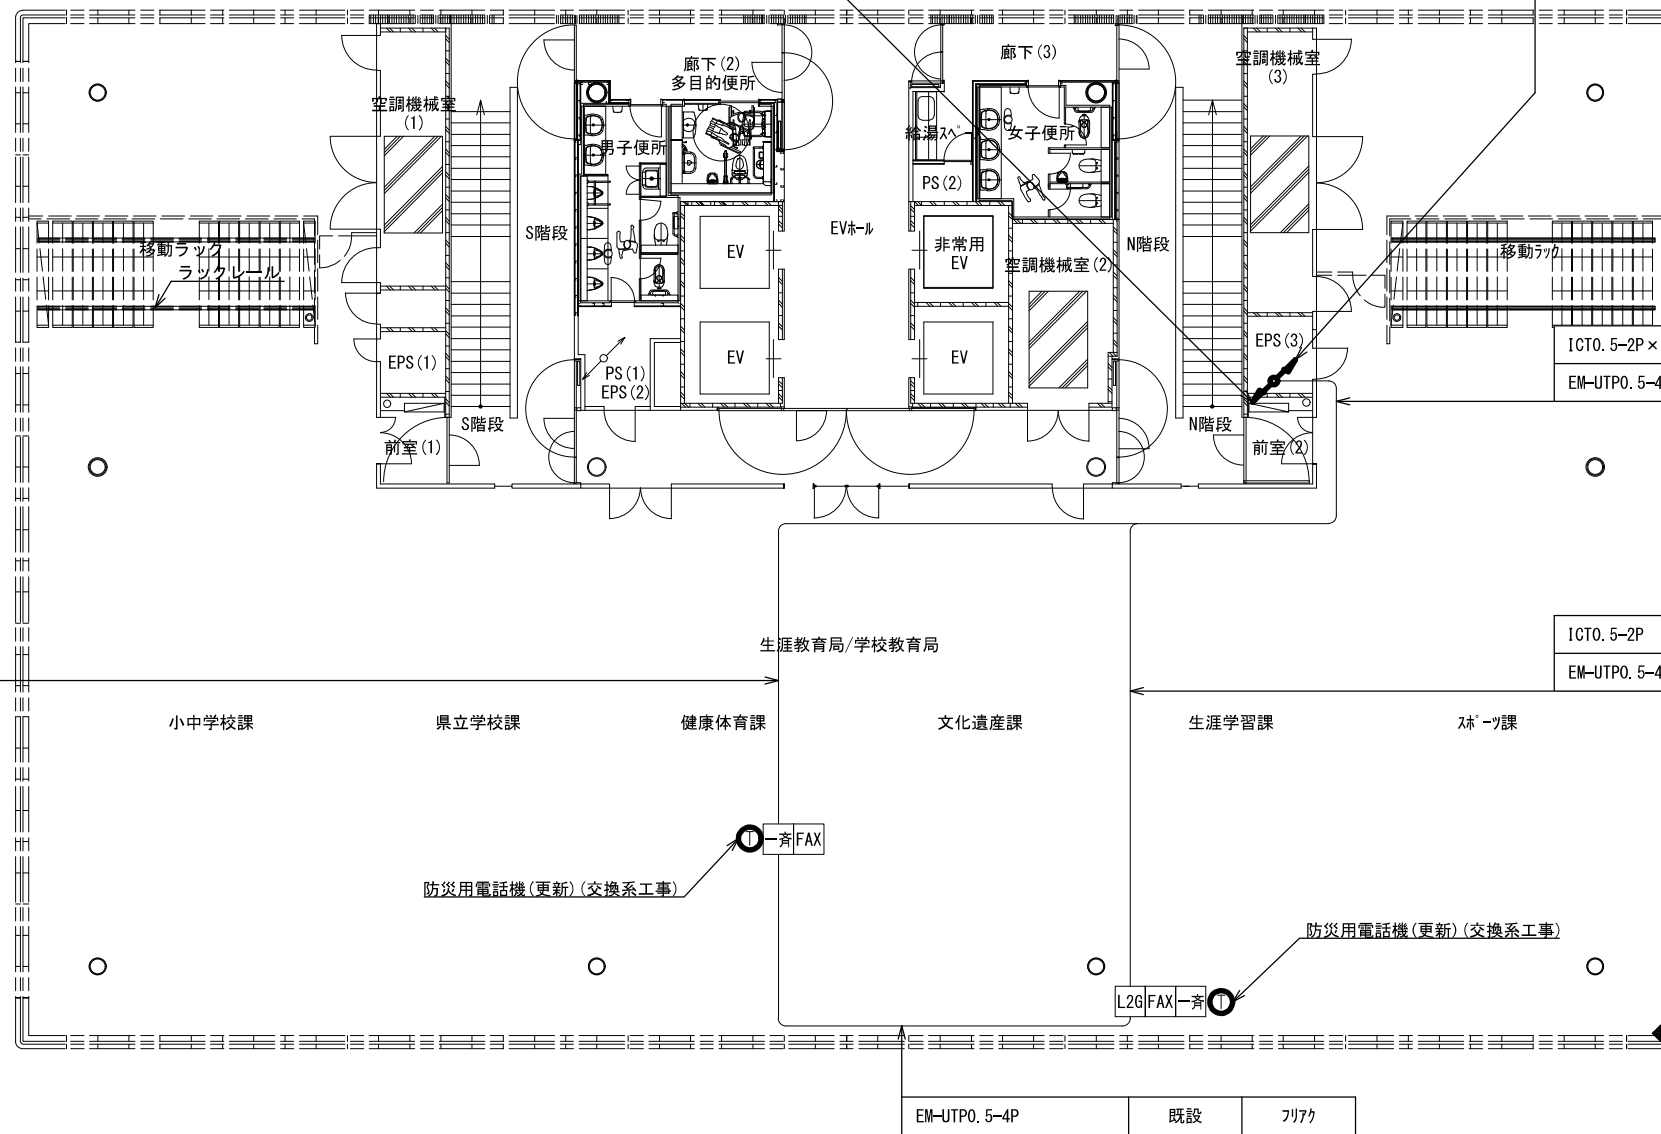 廊下(2)
多目的便所
廊下(3)
空調機械室
(3)
空調機械室
(1)
男子便所
給湯ｽﾍﾟ
女子便所
PS(2)
S階段
EV
EVﾎｰﾙ
非常用
EV
空調機械室(2)
N階段
移動ラック
ラックレール
移動ﾗｯｸ
EPS(1)
EV
PS(1)
EPS(2)
EV
EPS(3)
ICT0.5-2P×
EM-UTP0.5-4
S階段
N階段
前室(1)
前室(2)
生涯教育局/学校教育局
ICT0.5-2P
EM-UTP0.5-4
小中学校課
県立学校課
健康体育課
文化遺産課
生涯学習課
ｽﾎﾟｰﾂ課
T
一斉
FAX
防災用電話機(更新)(交換系工事)
防災用電話機(更新)(交換系工事)
L2G
FAX
一斉
T
EM-UTP0.5-4P
既設
ﾌﾘｱｸ